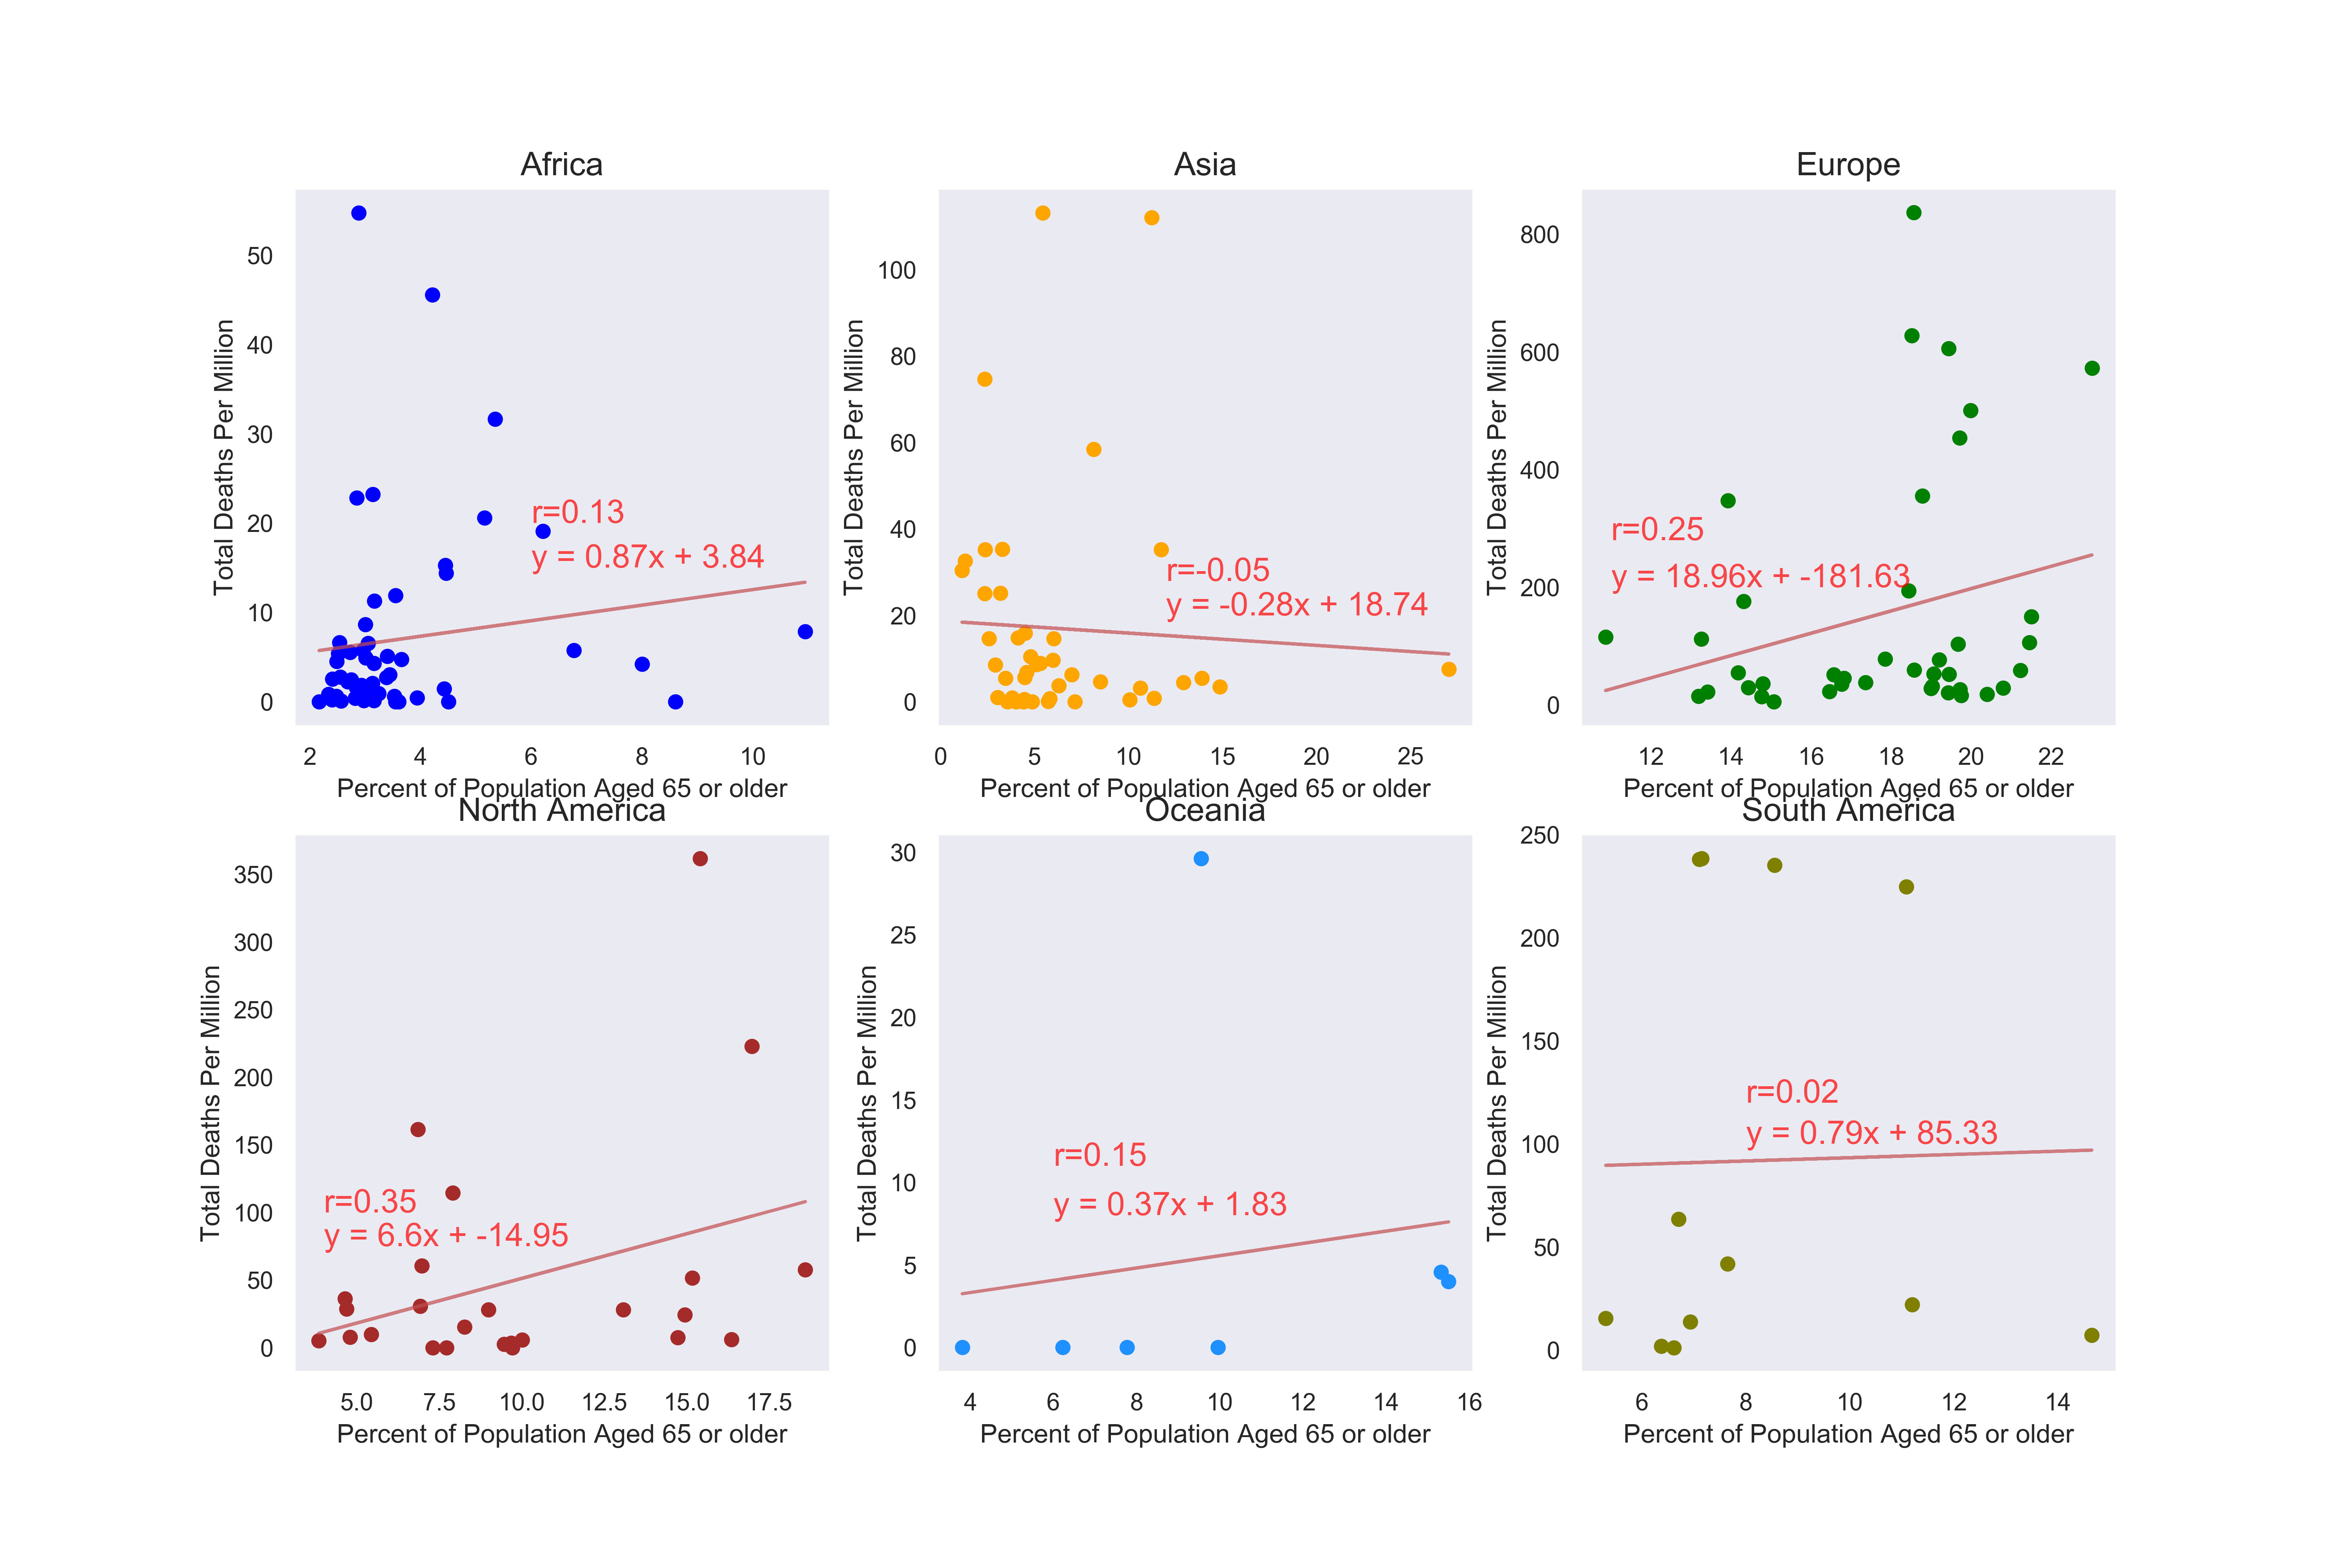 Africa
Total Deaths Per Million
50
40
30
20
10
0
r=0.13
y = 0.87x + 3.84
2 4 6 8 10
Percent of Population Aged 65 or older
Asia
Total Deaths Per Million
100
80
60
40
20
0
r=-0.05
y = -0.28x + 18.74
0 5 10 15 20 25
Percent of Population Aged 65 or older
Europe
Total Deaths Per Million
800
600
400
200
0
r=0.25
y = 18.96x + -181.63
12 14 16 18 20 22
Percent of Population Aged 65 or older
North America
Total Deaths Per Million
350
300
250
200
150
100
50
0
r=0.35
y = 6.6x + -14.95
5.0 7.5 10.0 12.5 15.0 17.5
Percent of Population Aged 65 or older
Oceania
Total Deaths Per Million
30
25
20
15
10
5
0
r=0.15
y = 0.37x + 1.83
4 6 8 10 12 14 16
Percent of Population Aged 65 or older
South America
Total Deaths Per Million
250
200
150
100
50
0
r=0.02
y = 0.79x + 85.33
6 8 10 12 14
Percent of Population Aged 65 or older